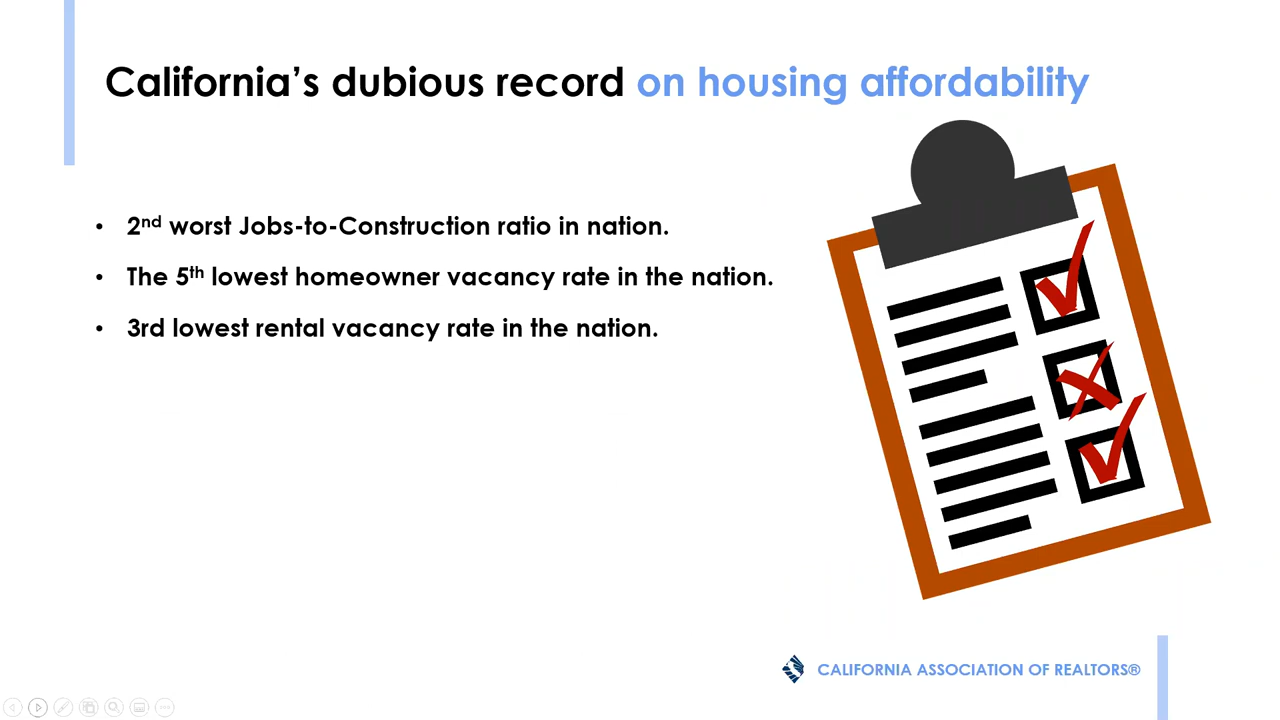 California’s dubious record on housing affordability
• 2nd worst Jobs-to-Construction ratio in nation.
• The 5th lowest homeowner vacancy rate in the nation.
• 3rd lowest rental vacancy rate in the nation.
CALIFORNIA ASSOCIATION OF REALTORS®